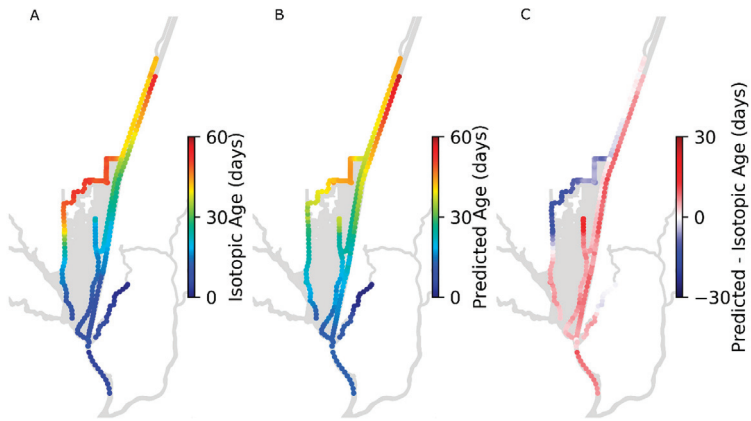 A
B
C
60
30
0
Isotopic Age (days)
60
30
0
Predicted Age (days)
30
0
−30
Predicted - Isotopic Age (days)